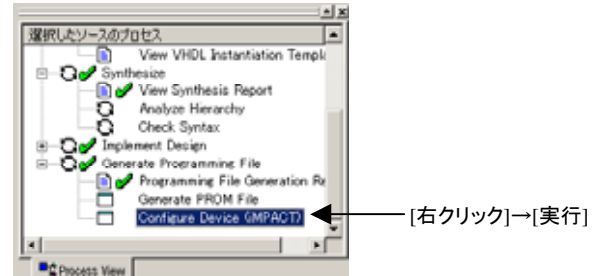 選択したソースのプロセス
View VHDL Instantiation Templ
Synthesize
View Synthesis Report
Analyze Hierarchy
Check Syntax
Implement Design
Generate Programming File
Programming File Generation Re
Generate PROM File
Configure Device (iMPACT)
[右クリック]→[実行]
Process View